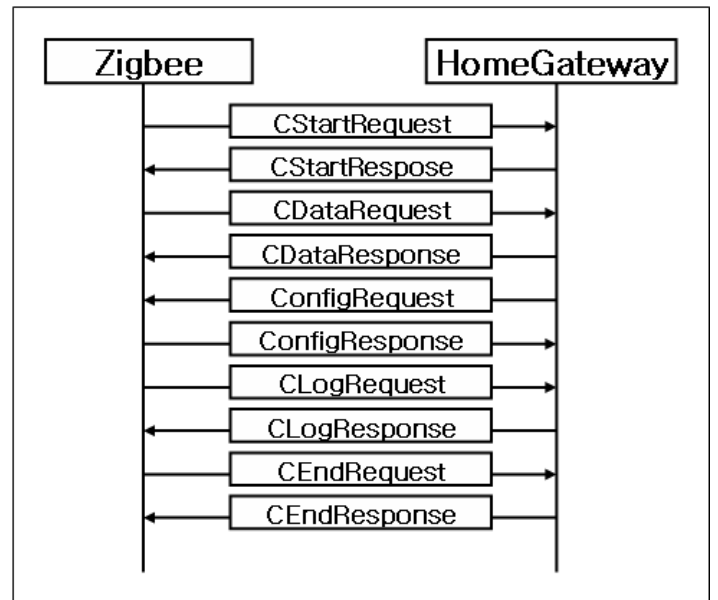 Zigbee HomeGateway
CStartRequest
CStartRespose
CDataRequest
CDataResponse
ConfigRequest
ConfigResponse
CLogRequest
CLogResponse
CEndRequest
CEndResponse